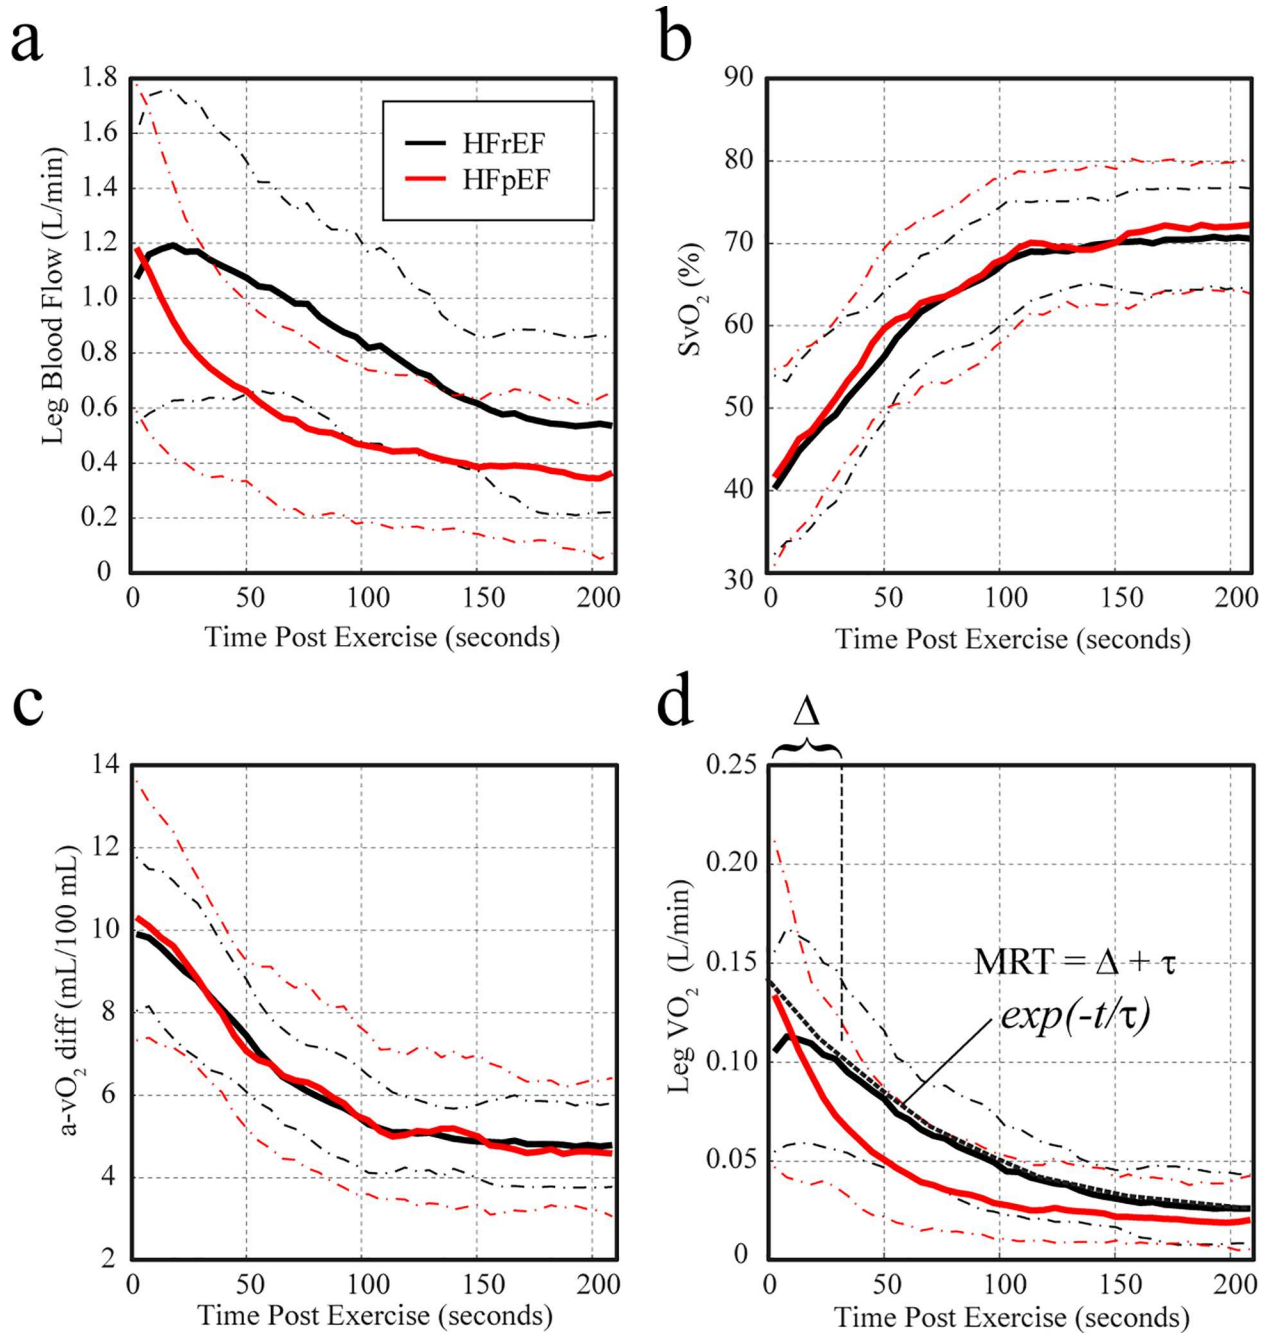 a
1.8
1.6
1.4
1.2
1.0
0.8
0.6
0.4
0.2
0
Leg Blood Flow (L/min)
HFrEF
HFpEF
0 50 100 150 200
Time Post Exercise (seconds)
b
90
80
70
60
50
40
30
SvO₂ (%)
0 50 100 150 200
Time Post Exercise (seconds)
c
14
12
10
8
6
4
2
a-vO₂ diff (mL/100 mL)
0 50 100 150 200
Time Post Exercise (seconds)
d
Δ
0.25
0.20
0.15
0.10
0.05
0
Leg VO₂ (L/min)
MRT = Δ + τ
exp(-t/τ)
0 50 100 150 200
Time Post Exercise (seconds)